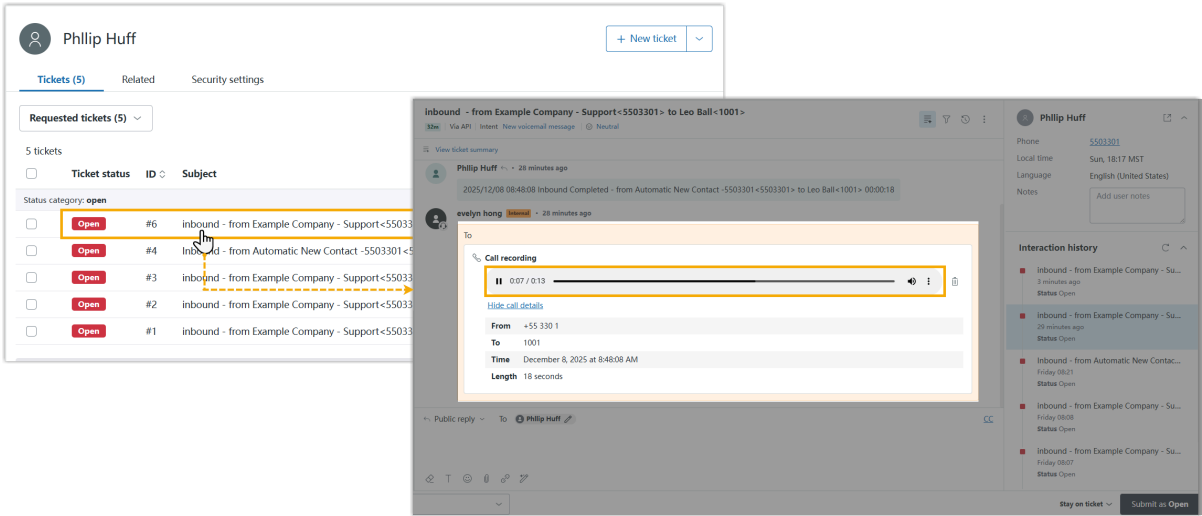 Phllip Huff
+ New ticket
Tickets (5) Related Security settings
Requested tickets (5)
5 tickets
Ticket status ID Subject
Status category: open
Open #6 inbound - from Example Company - Support<55033
Open #4 Inbound - from Automatic New Contact -5503301<5
Open #3 inbound - from Example Company - Support<55033
Open #2 inbound - from Example Company - Support<55033
Open #1 inbound - from Example Company - Support<55033
inbound - from Example Company - Support<5503301> to Leo Ball<1001>
32m Via API Intent New voicemail message Neutral
View ticket summary
Phllip Huff • 28 minutes ago
2025/12/08 08:48:08 Inbound Completed - from Automatic New Contact -5503301<5503301> to Leo Ball<1001> 00:00:18
evelyn hong Internal • 28 minutes ago
To
Call recording
0:07 / 0:13
Hide call details
From +55 330 1
To 1001
Time December 8, 2025 at 8:48:08 AM
Length 18 seconds
Public reply To Phllip Huff CC
Phllip Huff
Phone 5503301
Local time Sun, 18:17 MST
Language English (United States)
Notes Add user notes
Interaction history
inbound - from Example Company - Su...
3 minutes ago
Status Open
inbound - from Example Company - Su...
29 minutes ago
Status Open
Inbound - from Automatic New Contac...
Friday 08:21
Status Open
inbound - from Example Company - Su...
Friday 08:08
Status Open
inbound - from Example Company - Su...
Friday 08:07
Status Open
Stay on ticket Submit as Open